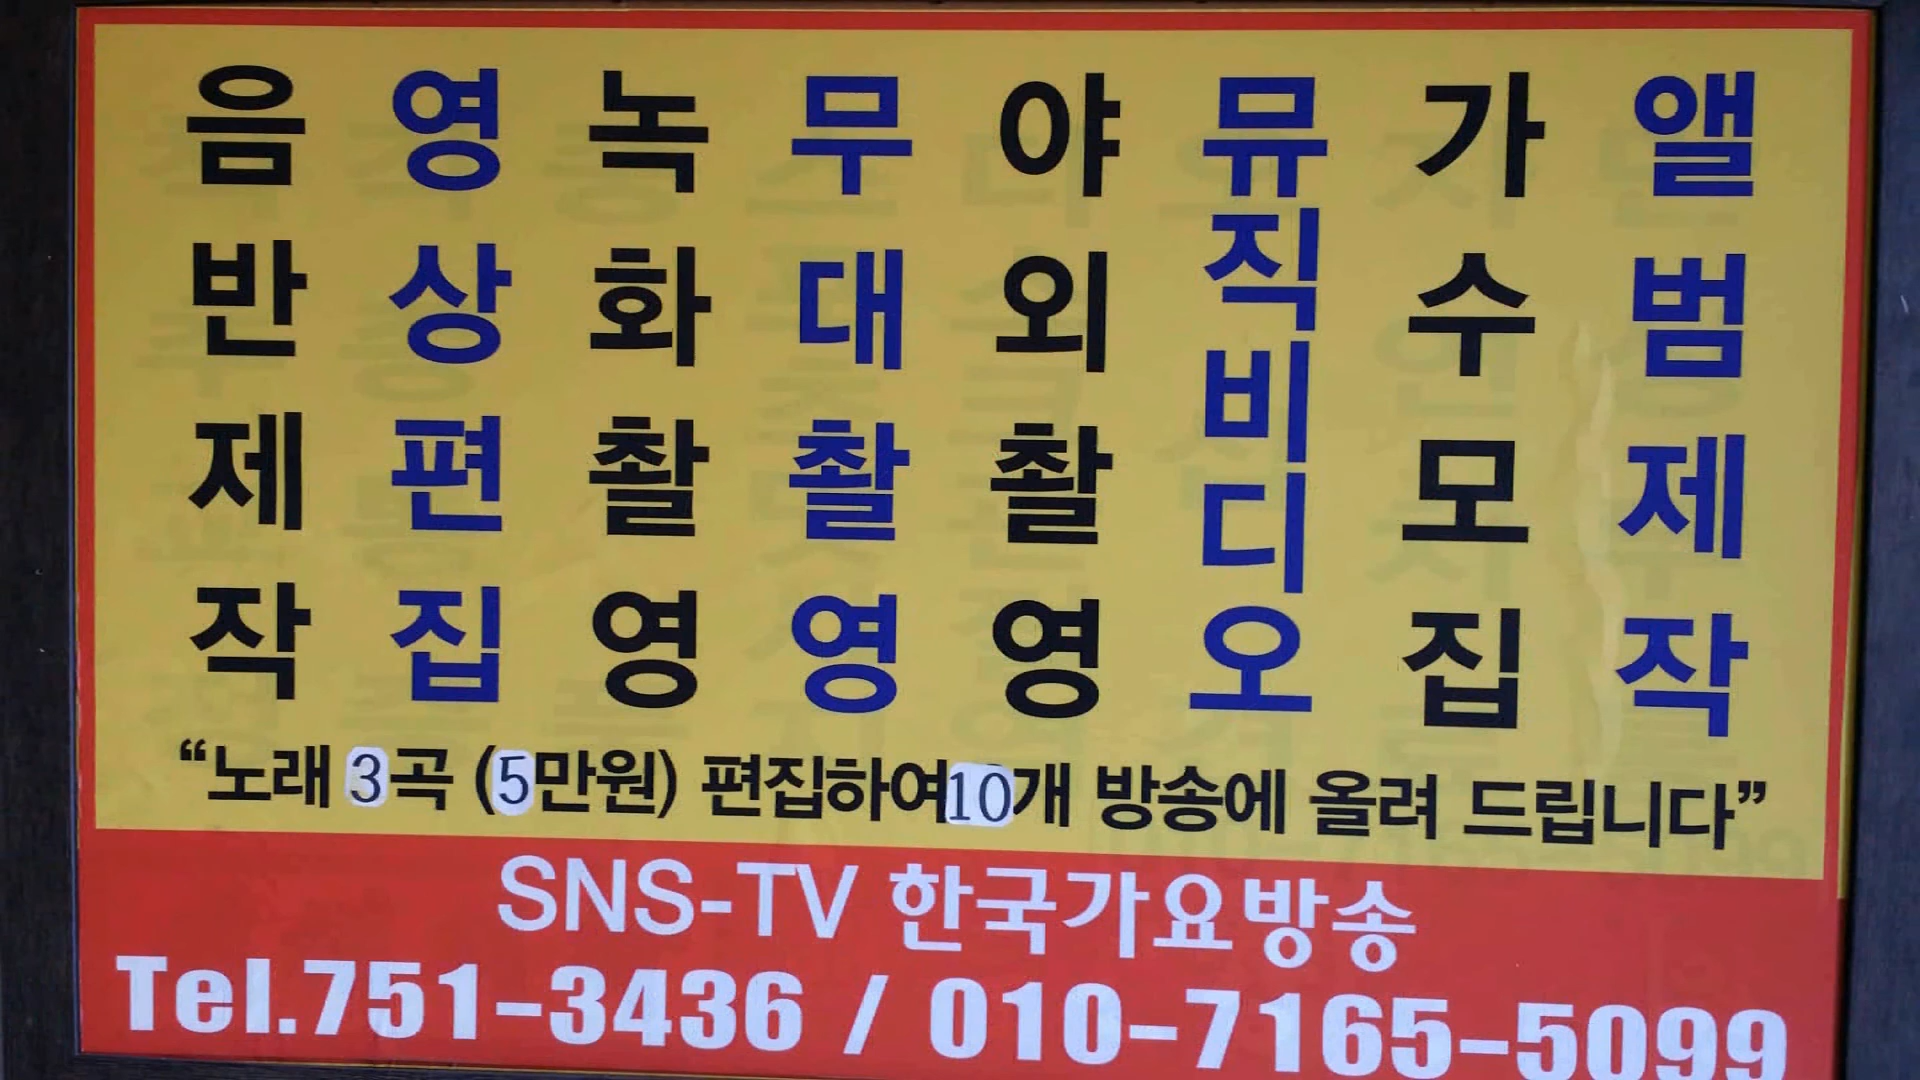 음반제작
영상편집
녹화촬영
무대촬영
야외촬영
뮤직비디오
가수모집
앨범제작
“노래 3곡 (5만원) 편집하여 10개 방송에 올려 드립니다”
SNS-TV 한국가요방송
Tel.751-3436 / 010-7165-5099